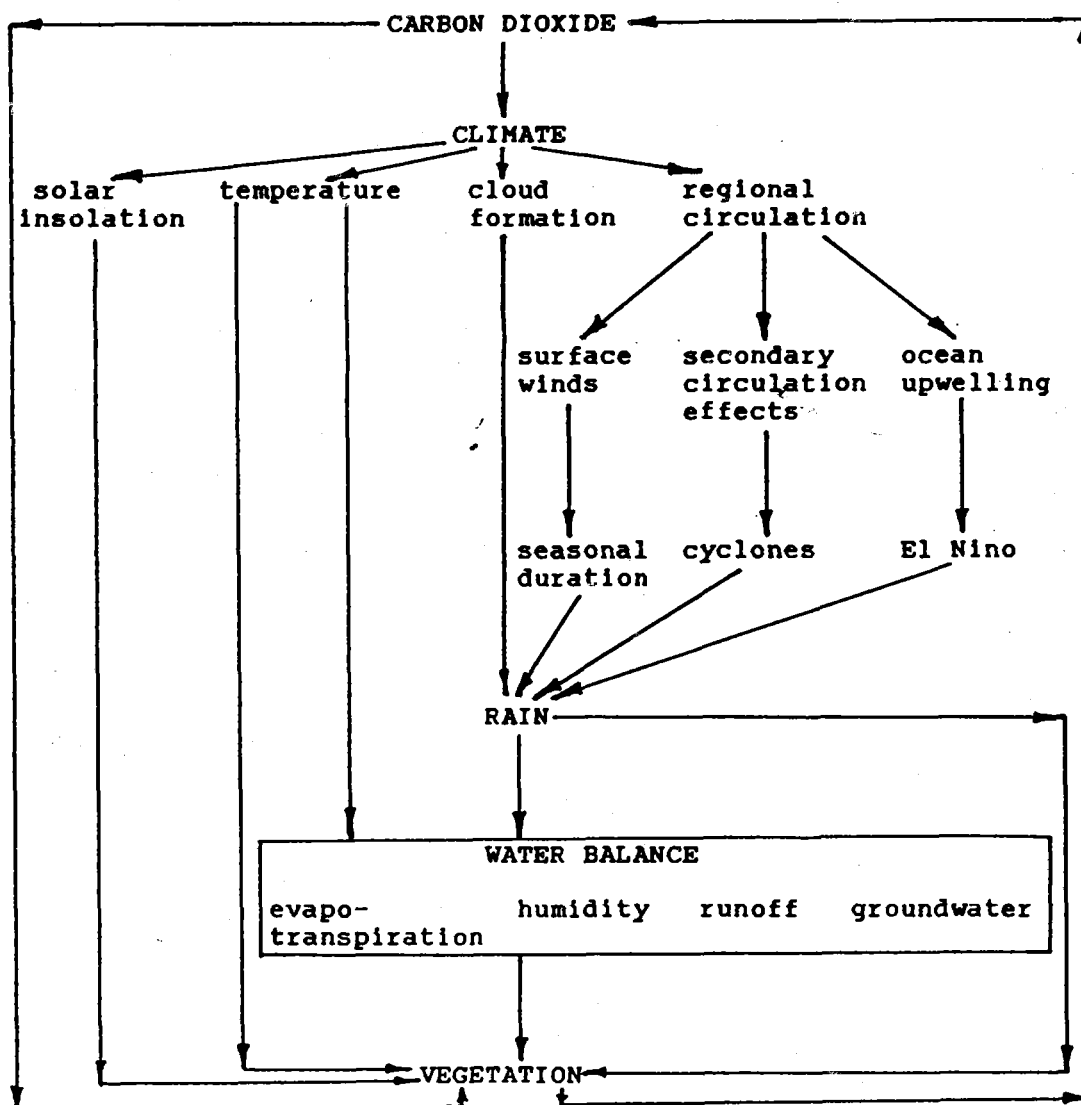 CARBON DIOXIDE
CLIMATE
solar
insolation
temperature
cloud
formation
regional
circulation
surface
winds
secondary
circulation
effects
ocean
upwelling
seasonal
duration
cyclones
El Nino
RAIN
WATER BALANCE
evapo-
transpiration
humidity
runoff
groundwater
VEGETATION